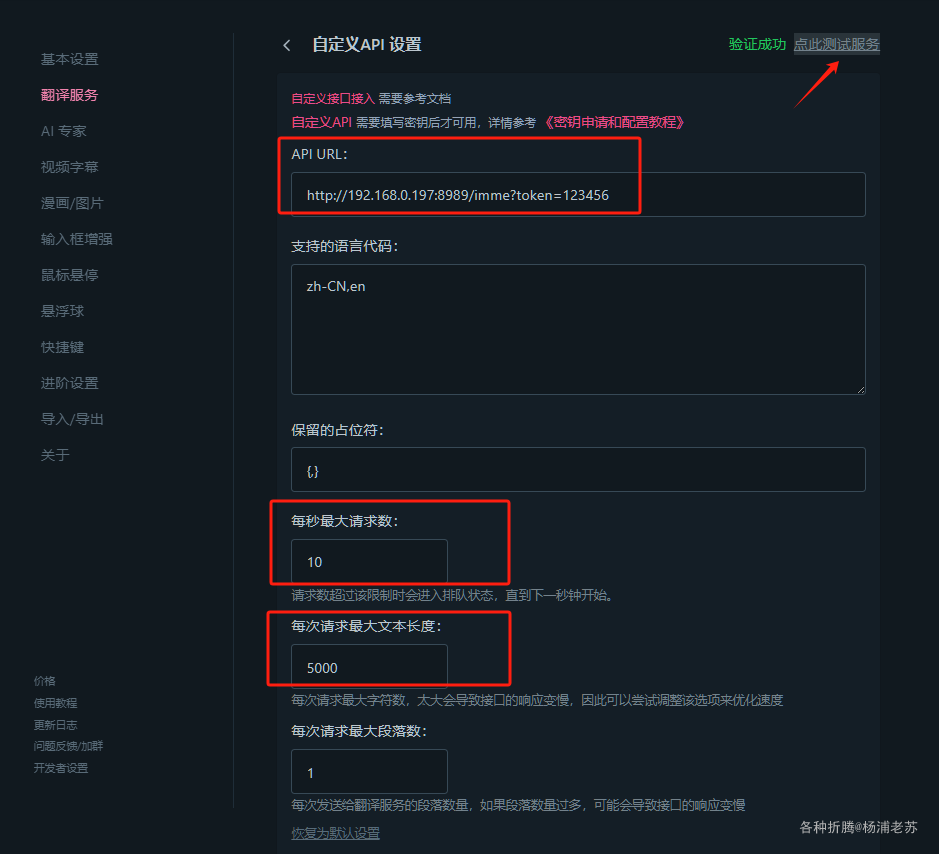 基本设置
翻译服务
AI 专家
视频字幕
漫画/图片
输入框增强
鼠标悬停
悬浮球
快捷键
进阶设置
导入/导出
关于
价格
使用教程
更新日志
问题反馈/加群
开发者设置
自定义API 设置
验证成功 点此测试服务
自定义接口接入 需要参考文档
自定义API 需要填写密钥后才可用，详情参考 《密钥申请和配置教程》
API URL:
http://192.168.0.197:8989/imme?token=123456
支持的语言代码:
zh-CN,en
保留的占位符:
{,}
每秒最大请求数:
10
请求数超过该限制时会进入排队状态，直到下一秒钟开始。
每次请求最大文本长度:
5000
每次请求最大字符数，太大会导致接口的响应变慢，因此可以尝试调整该选项来优化速度
每次请求最大段落数:
1
每次发送给翻译服务的段落数量，如果段落数量过多，可能会导致接口的响应变慢
恢复为默认设置
各种折腾@杨浦老苏